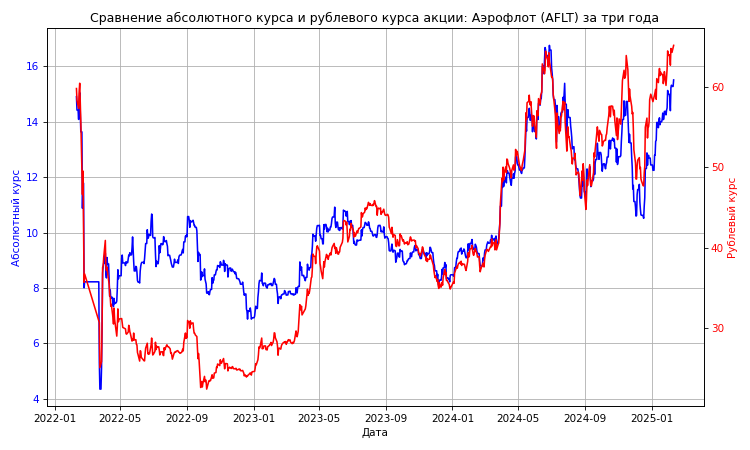 Сравнение абсолютного курса и рублевого курса акции: Аэрофлот (AFLT) за три года
Абсолютный курс
16
14
12
10
8
6
4
60
50
40
30
Рублевый курс
2022-01 2022-05 2022-09 2023-01 2023-05 2023-09 2024-01 2024-05 2024-09 2025-01
Дата